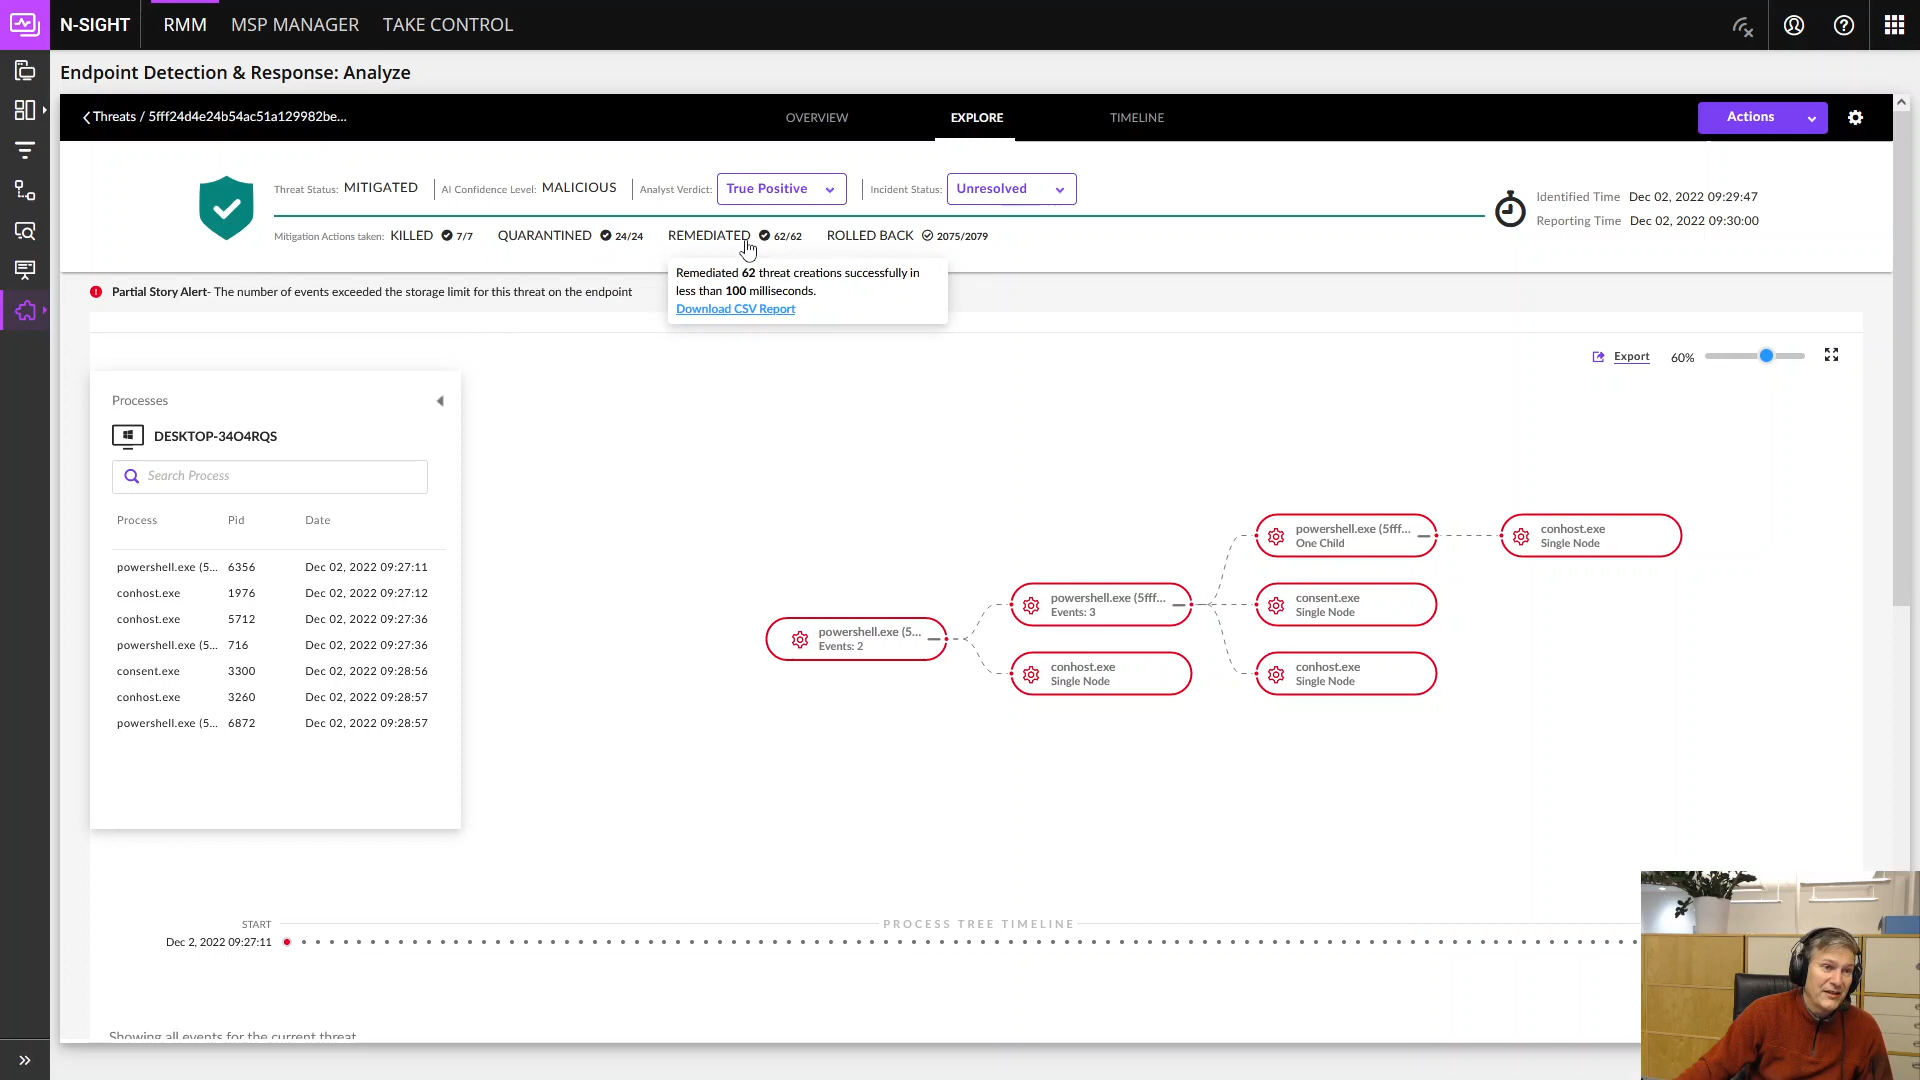 N-SIGHT
RMM
MSP MANAGER
TAKE CONTROL
Endpoint Detection & Response: Analyze
Threats / 5fff24d4e24b54ac51a129982be...
OVERVIEW
EXPLORE
TIMELINE
Actions
Threat Status: MITIGATED
AI Confidence Level: MALICIOUS
Analyst Verdict: True Positive
Incident Status: Unresolved
Identified Time Dec 02, 2022 09:29:47
Reporting Time Dec 02, 2022 09:30:00
Mitigation Actions taken: KILLED 7/7 QUARANTINED 24/24 REMEDIATED 62/62 ROLLED BACK 2075/2079
Remediated 62 threat creations successfully in
less than 100 milliseconds.
Download CSV Report
Partial Story Alert- The number of events exceeded the storage limit for this threat on the endpoint
Export 60%
Processes
DESKTOP-34O4RQS
Search Process
Process Pid Date
powershell.exe (5... 6356 Dec 02, 2022 09:27:11
conhost.exe 1976 Dec 02, 2022 09:27:12
conhost.exe 5712 Dec 02, 2022 09:27:36
powershell.exe (5... 716 Dec 02, 2022 09:27:36
consent.exe 3300 Dec 02, 2022 09:28:56
conhost.exe 3260 Dec 02, 2022 09:28:57
powershell.exe (5... 6872 Dec 02, 2022 09:28:57
powershell.exe (5...
Events: 2
powershell.exe (5fff...
Events: 3
conhost.exe
Single Node
powershell.exe (5fff...
One Child
consent.exe
Single Node
conhost.exe
Single Node
conhost.exe
Single Node
START
PROCESS TREE TIMELINE
Dec 2, 2022 09:27:11
Showing all events for the current threat